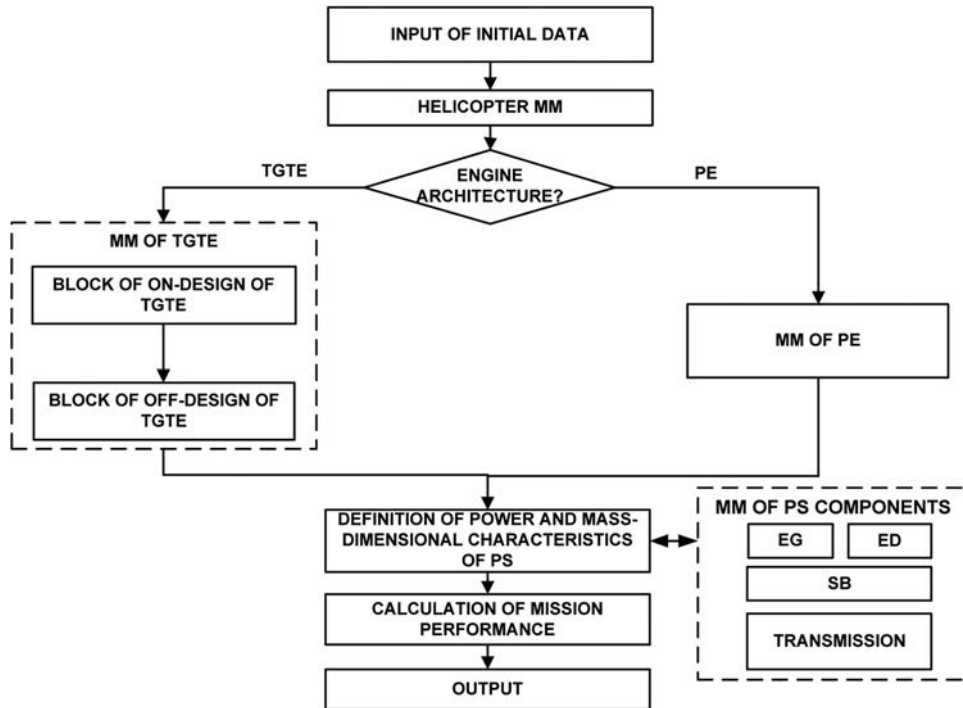 INPUT OF INITIAL DATA
HELICOPTER MM
TGTE
ENGINE
ARCHITECTURE?
PE
MM OF TGTE
BLOCK OF ON-DESIGN OF
TGTE
BLOCK OF OFF-DESIGN OF
TGTE
MM OF PE
DEFINITION OF POWER AND MASS-
DIMENSIONAL CHARACTERISTICS
OF PS
MM OF PS COMPONENTS
EG
ED
SB
TRANSMISSION
CALCULATION OF MISSION
PERFORMANCE
OUTPUT